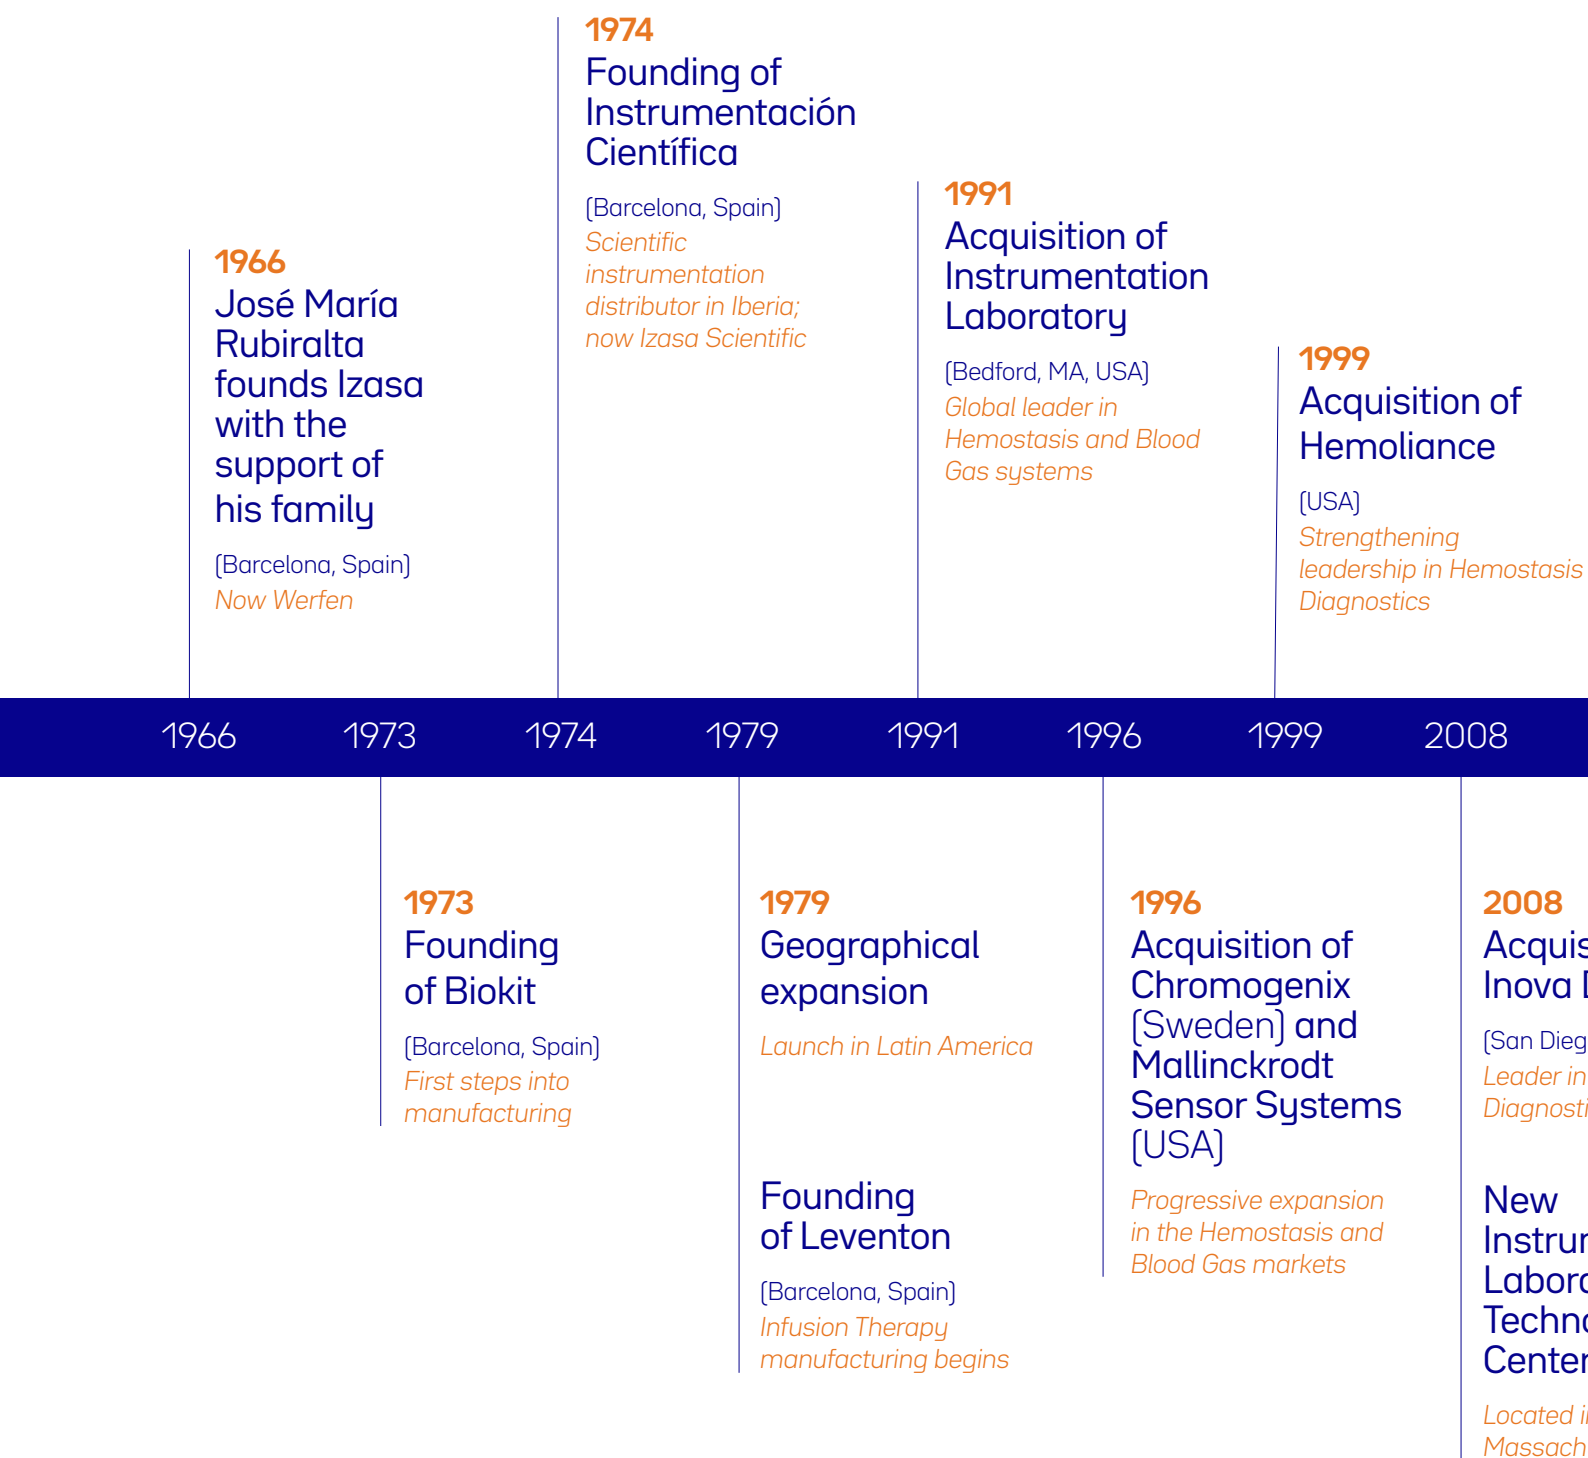 1974
Founding of
Instrumentación
Científica
(Barcelona, Spain)
Scientific
instrumentation
distributor in Iberia;
now Izasa Scientific
1991
Acquisition of
Instrumentation
Laboratory
(Bedford, MA, USA)
Global leader in
Hemostasis and Blood
Gas systems
1966
José María
Rubiralta
founds Izasa
with the
support of
his family
(Barcelona, Spain)
Now Werfen
1999
Acquisition of
Hemoliance
(USA)
Strengthening
leadership in Hemostasis
Diagnostics
1966 1973 1974 1979 1991 1996 1999 2008
1973
Founding
of Biokit
(Barcelona, Spain)
First steps into
manufacturing
1979
Geographical
expansion
Launch in Latin America
Founding
of Leventon
(Barcelona, Spain)
Infusion Therapy
manufacturing begins
1996
Acquisition of
Chromogenix
(Sweden) and
Mallinckrodt
Sensor Systems
(USA)
Progressive expansion
in the Hemostasis and
Blood Gas markets
2008
Inova
(San
Leader in
New
Located